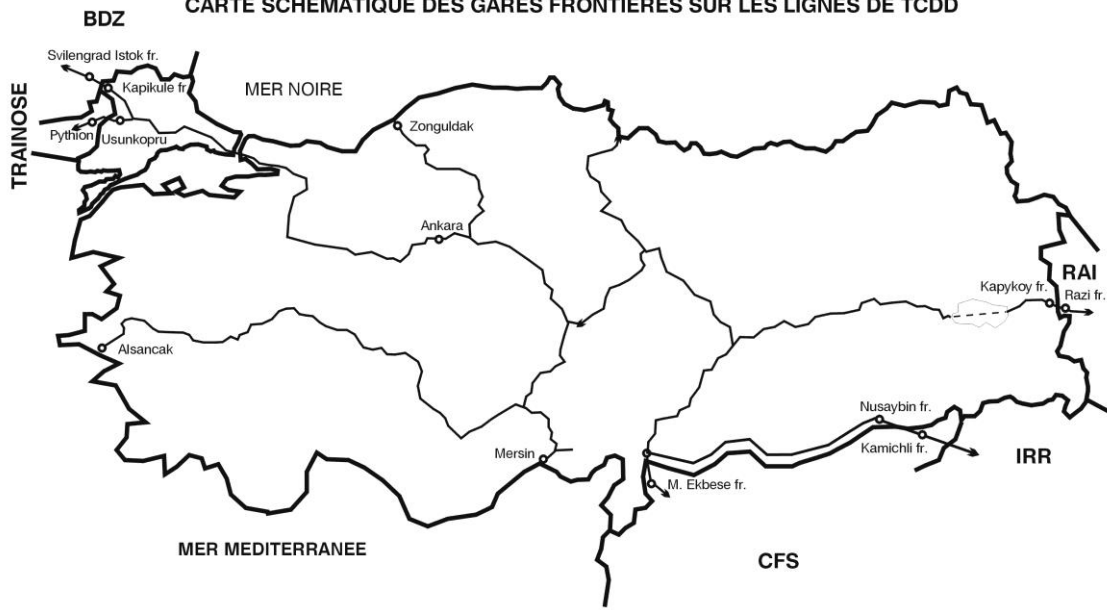 CARTE SCHEMATIQUE DES GARES FRONTIERES SUR LES LIGNES DE TCDD
BDZ
Svilengrad Istok fr.
Kapikule fr
MER NOIRE
TRAINOSE
Pythion
Usunkopru
Zonguldak
Ankara
RAI
Kapykoy fr.
Razi fr.
Alsancak
Nusaybin fr.
Kamichli fr.
IRR
Mersin
M. Ekbese fr.
MER MEDITERRANEE
CFS